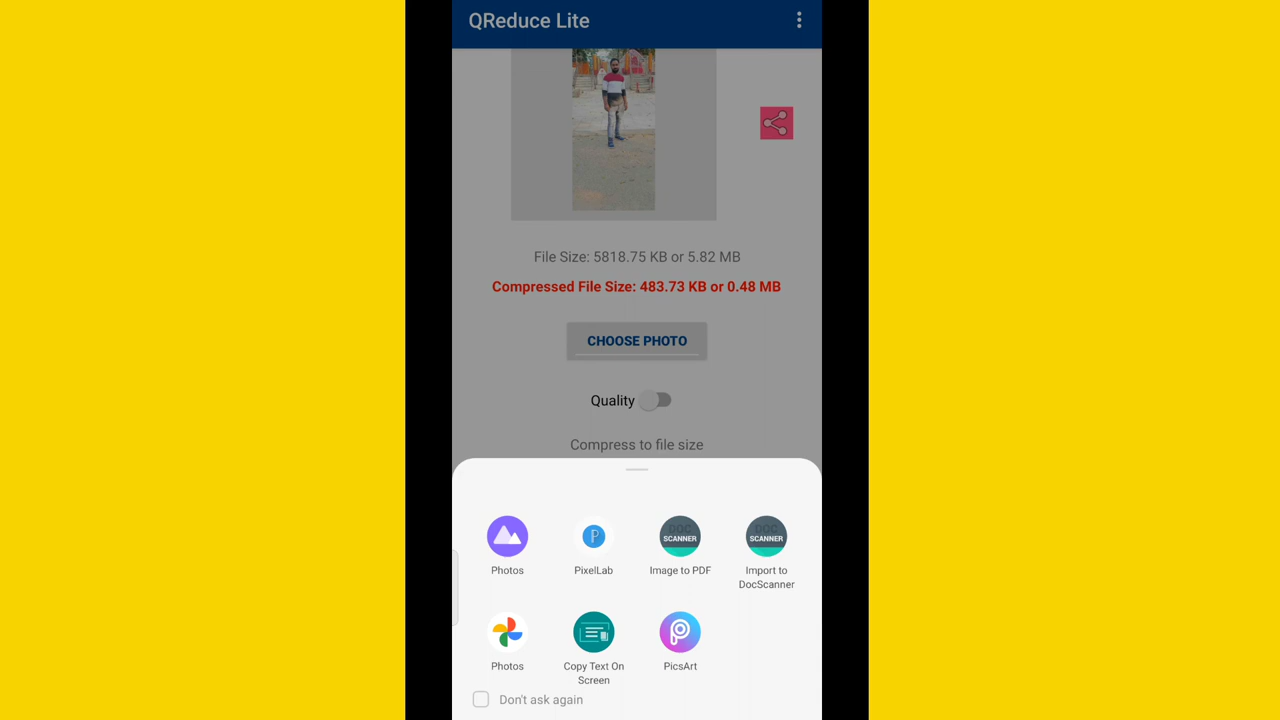 QReduce Lite
File Size: 5818.75 KB or 5.82 MB
Compressed File Size: 483.73 KB or 0.48 MB
CHOOSE PHOTO
Quality
Compress to file size
P
DOC
SCANNER
DOC
SCANNER
Photos
PixelLab
Image to PDF
Import to
DocScanner
Photos
Copy Text On
Screen
PicsArt
Don't ask again